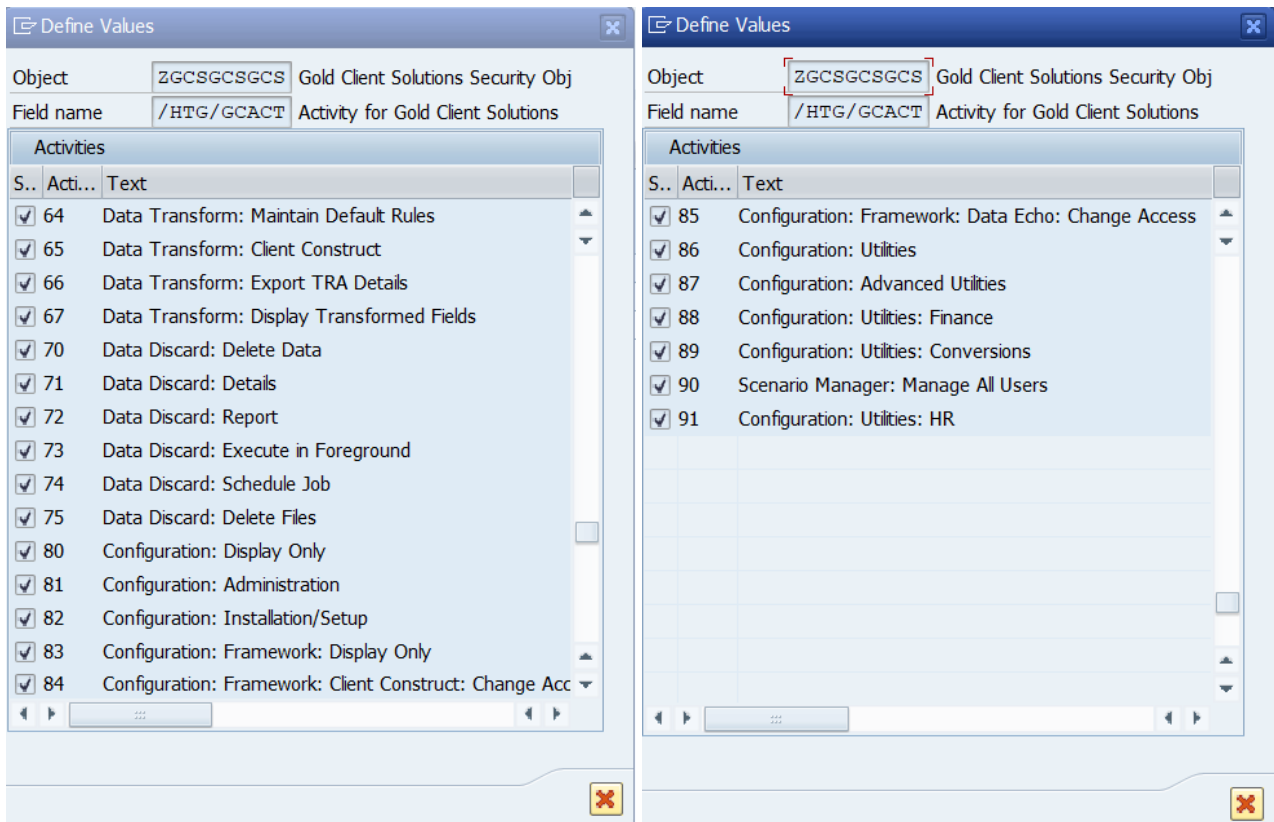 Define Values
Object ZGCSGCSGCS Gold Client Solutions Security Obj
Field name /HTG/GCACT Activity for Gold Client Solutions
Activities
S.. Acti... Text
64 Data Transform: Maintain Default Rules
65 Data Transform: Client Construct
66 Data Transform: Export TRA Details
67 Data Transform: Display Transformed Fields
70 Data Discard: Delete Data
71 Data Discard: Details
72 Data Discard: Report
73 Data Discard: Execute in Foreground
74 Data Discard: Schedule Job
75 Data Discard: Delete Files
80 Configuration: Display Only
81 Configuration: Administration
82 Configuration: Installation/Setup
83 Configuration: Framework: Display Only
84 Configuration: Framework: Client Construct: Change Acc
Define Values
Object ZGCSGCSGCS Gold Client Solutions Security Obj
Field name /HTG/GCACT Activity for Gold Client Solutions
Activities
S.. Acti... Text
85 Configuration: Framework: Data Echo: Change Access
86 Configuration: Utilities
87 Configuration: Advanced Utilities
88 Configuration: Utilities: Finance
89 Configuration: Utilities: Conversions
90 Scenario Manager: Manage All Users
91 Configuration: Utilities: HR